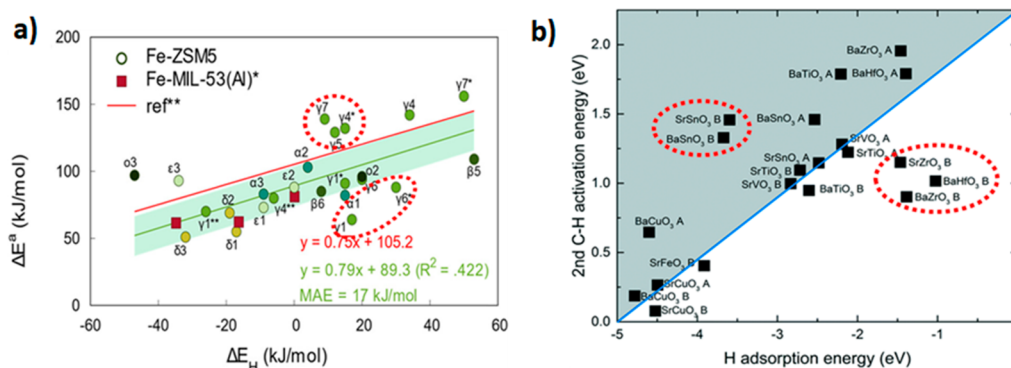 a)
200
150
100
50
0
-60
-40
-20
0
20
40
60
ΔEᵃ (kJ/mol)
ΔE_H (kJ/mol)
Fe-ZSM5
Fe-MIL-53(Al)*
ref**
o3
ε3
δ3
γ1**
δ2
δ1
α3
ε1
γ4**
ε2
α2
β6
γ7
γ4*
γ5
γ1*
α1
γ1
o2
γ6
γ6*
γ4
γ7*
β5
y = 0.75x + 105.2
y = 0.79x + 89.3 (R² = .422)
MAE = 17 kJ/mol
b)
2.0
1.5
1.0
0.5
0.0
-5
-4
-3
-2
-1
0
2nd C-H activation energy (eV)
H adsorption energy (eV)
BaZrO₃ A
BaTiO₃ A
BaHfO₃ A
SrSnO₃ B
BaSnO₃ B
BaSnO₃ A
SrVO₃ A
SrTiO₃ A
SrSnO₃ A
SrTiO₃ B
SrVO₃ B
BaTiO₃ B
SrZrO₃ B
BaHfO₃ B
BaZrO₃ B
BaCuO₃ A
SrFeO₃ B
SrCuO₃ A
BaCuO₃ B
SrCuO₃ B